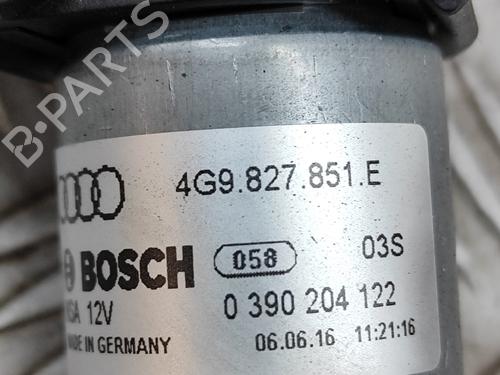 B-PARTS
4G9.827.851.E
BOSCH 058 03S
12V 0 390 204 122
MADE IN GERMANY 06.06.16 11:21:16